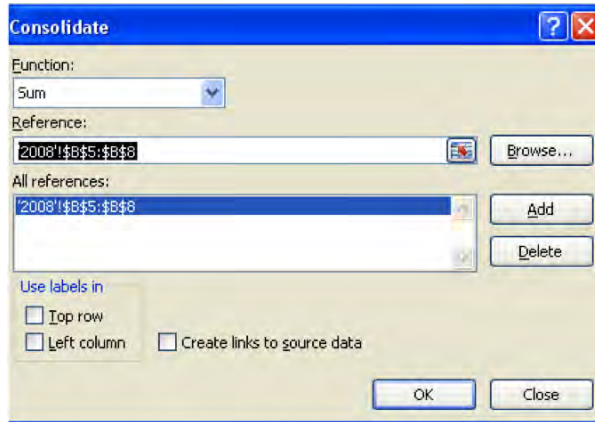 Consolidate
Function:
Sum
Reference:
'2008'!$B$5:$B$8
Browse...
All references:
'2008'!$B$5:$B$8
Add
Delete
Use labels in
Top row
Left column
Create links to source data
OK
Close